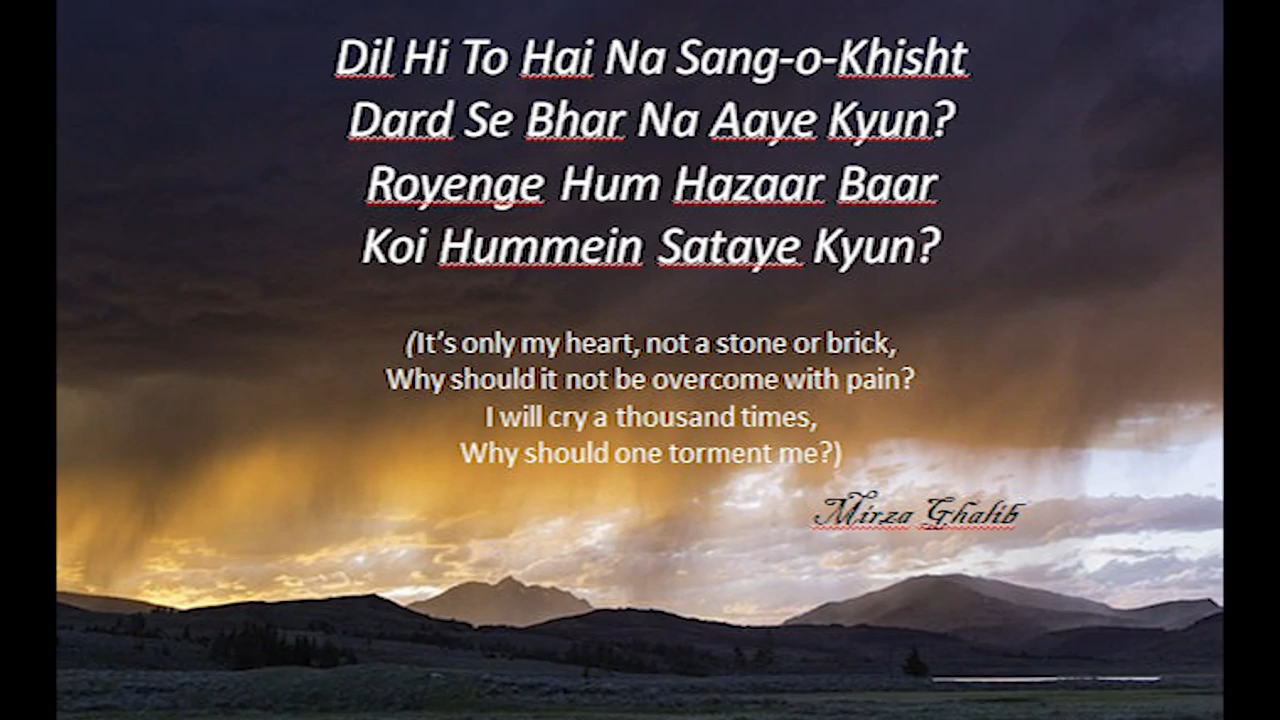 Dil Hi To Hai Na Sang-o-Khisht
Dard Se Bhar Na Aaye Kyun?
Royenge Hum Hazaar Baar
Koi Hummein Sataye Kyun?
(It's only my heart, not a stone or brick,
Why should it not be overcome with pain?
I will cry a thousand times,
Why should one torment me?)
Mirza Ghalib